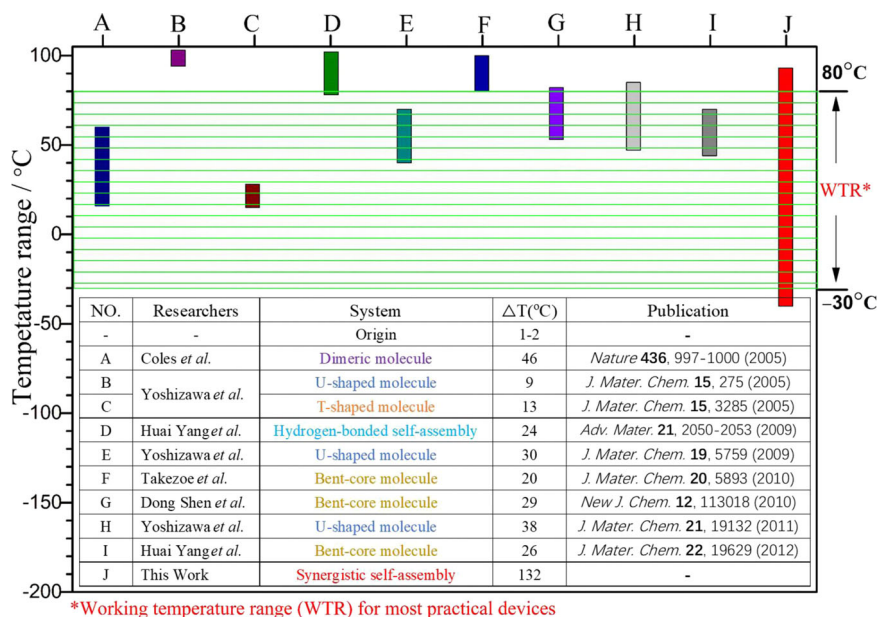 A B C D E F G H I J
100
80°C
50
WTR*
0
−30°C
-50
-100
-150
-200
Tempetature range / °C
NO. Researchers System △T(°C) Publication
- - Origin 1-2 -
A Coles et al. Dimeric molecule 46 Nature 436, 997-1000 (2005)
B Yoshizawa et al. U-shaped molecule 9 J. Mater. Chem. 15, 275 (2005)
C T-shaped molecule 13 J. Mater. Chem. 15, 3285 (2005)
D Huai Yang et al. Hydrogen-bonded self-assembly 24 Adv. Mater. 21, 2050-2053 (2009)
E Yoshizawa et al. U-shaped molecule 30 J. Mater. Chem. 19, 5759 (2009)
F Takezoe et al. Bent-core molecule 20 J. Mater. Chem. 20, 5893 (2010)
G Dong Shen et al. Bent-core molecule 29 New J. Chem. 12, 113018 (2010)
H Yoshizawa et al. U-shaped molecule 38 J. Mater. Chem. 21, 19132 (2011)
I Huai Yang et al. Bent-core molecule 26 J. Mater. Chem. 22, 19629 (2012)
J This Work Synergistic self-assembly 132 -
*Working temperature range (WTR) for most practical devices